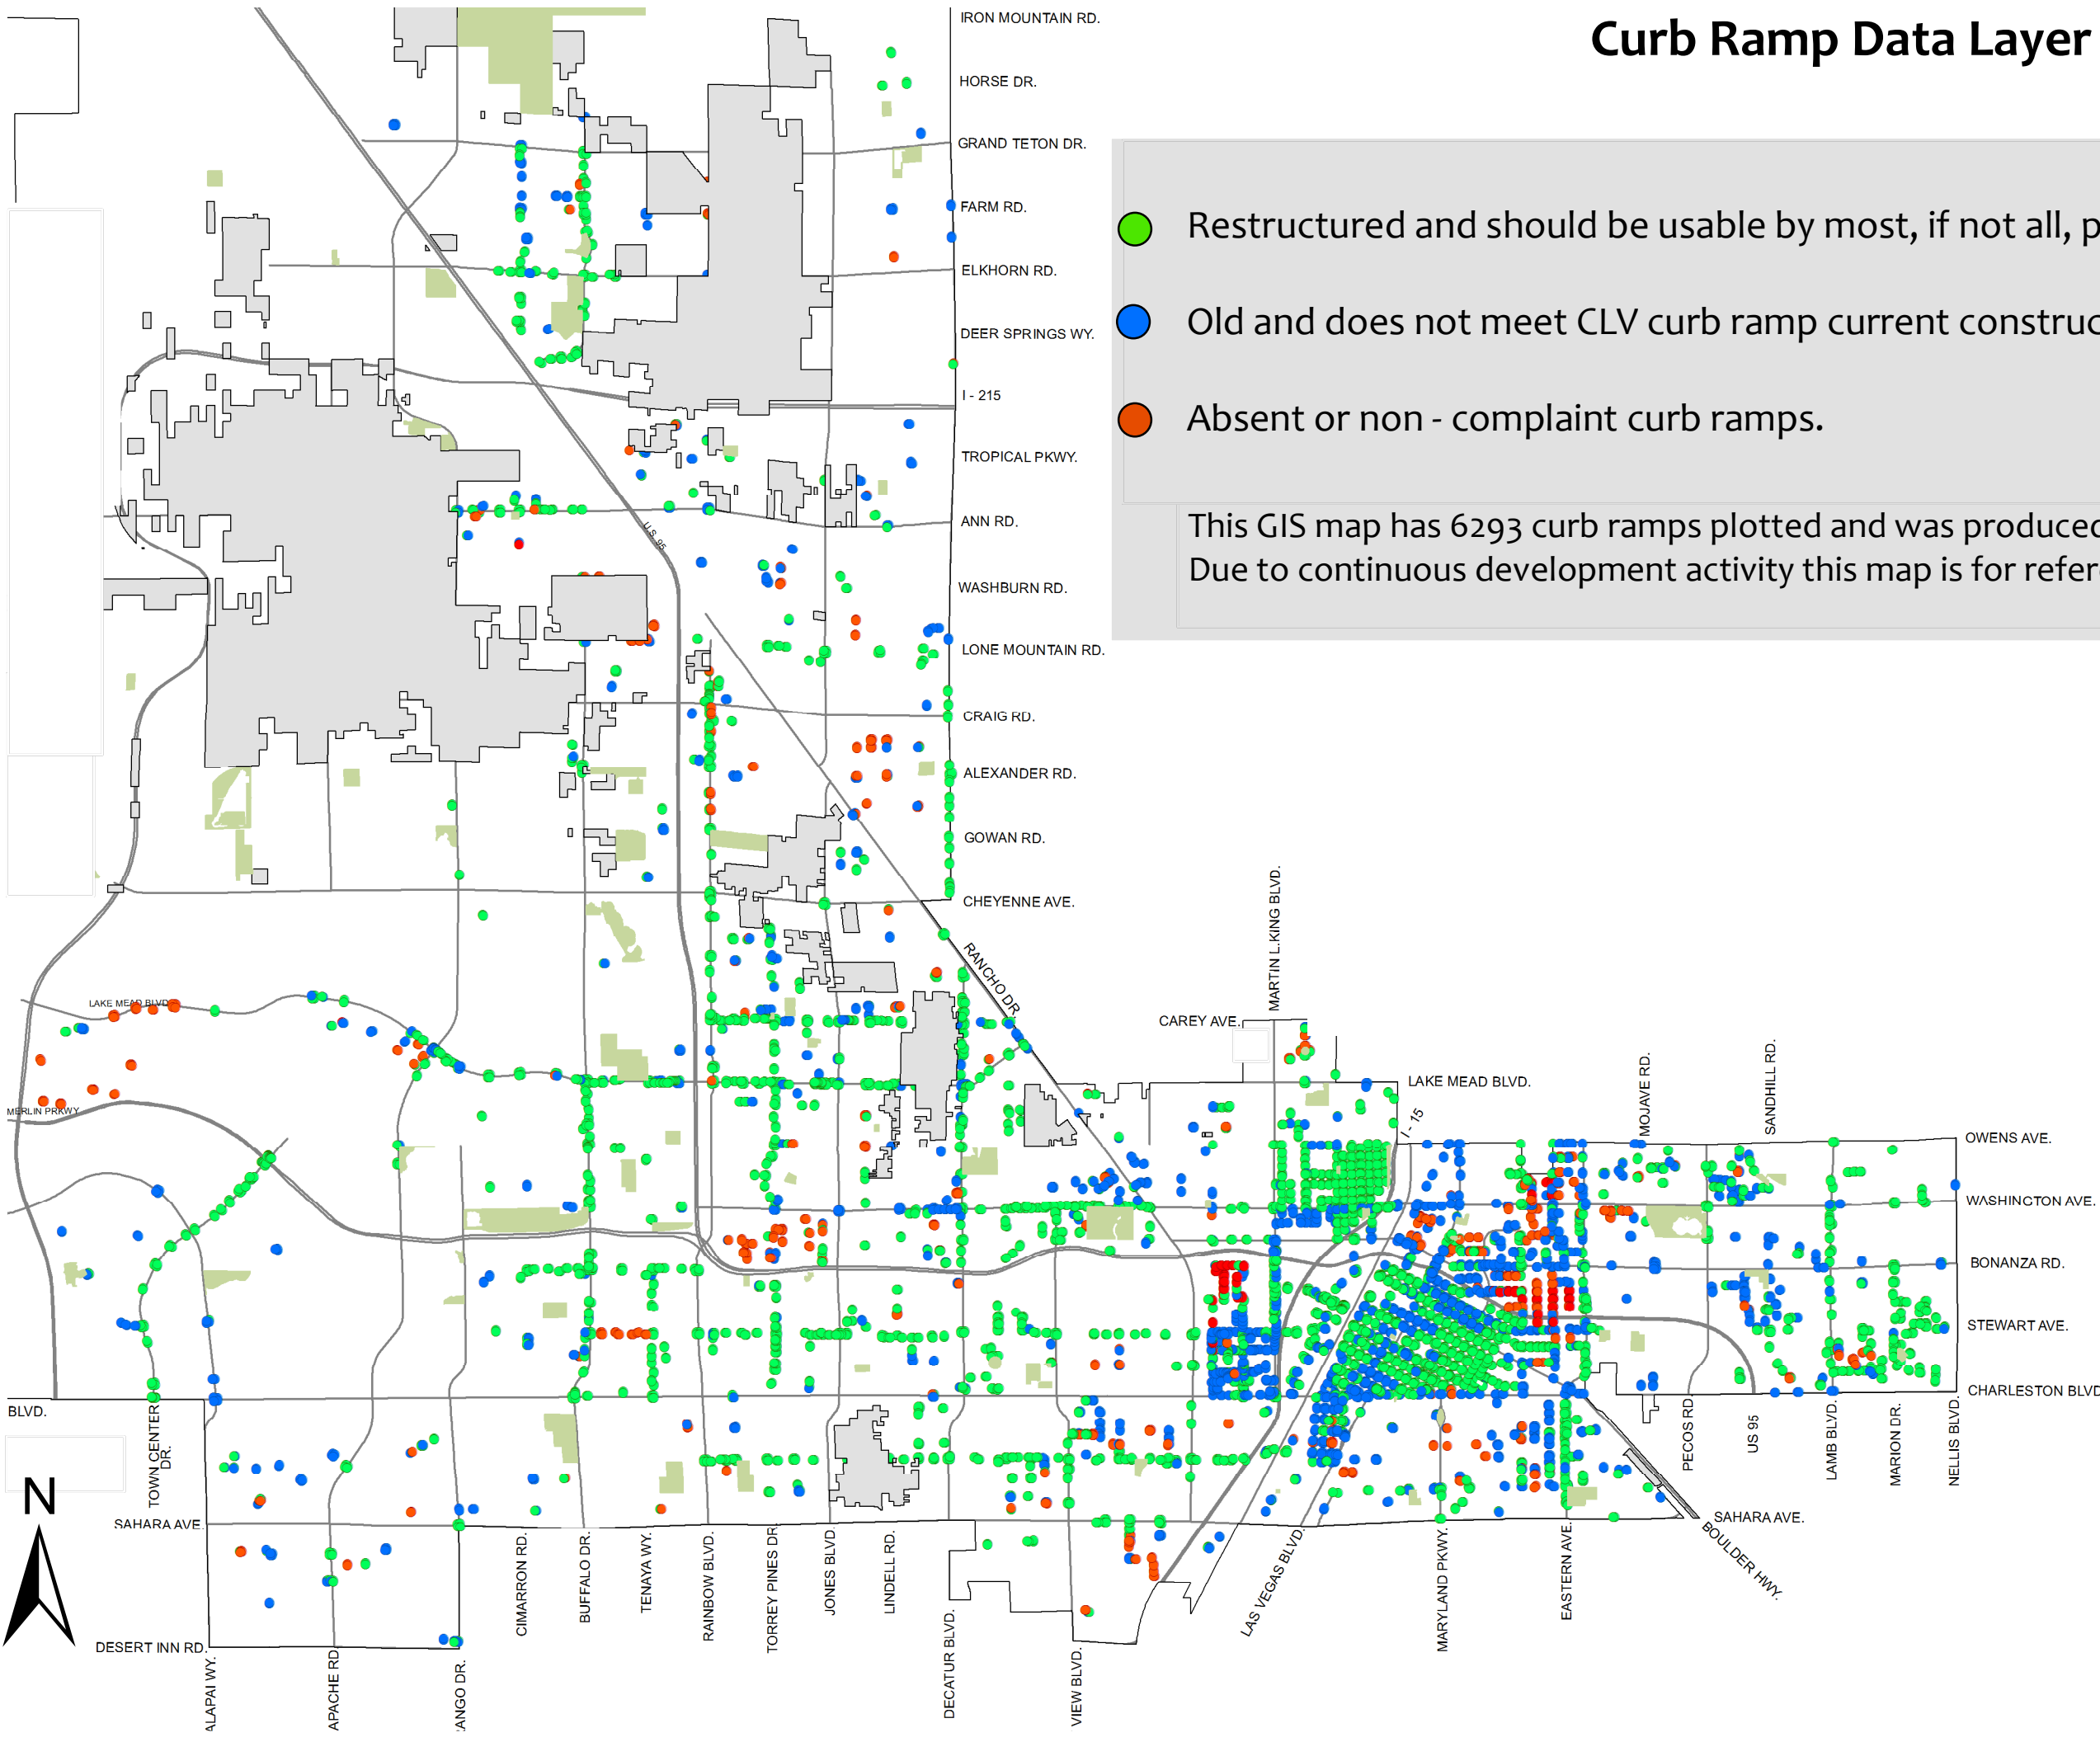 Curb Ramp Data Layer
Restructured and should be usable by most, if not all, p
Old and does not meet CLV curb ramp current construc
Absent or non - complaint curb ramps.
This GIS map has 6293 curb ramps plotted and was produced
Due to continuous development activity this map is for refer
IRON MOUNTAIN RD.
HORSE DR.
GRAND TETON DR.
FARM RD.
ELKHORN RD.
DEER SPRINGS WY.
I - 215
TROPICAL PKWY.
ANN RD.
U.S. 95
WASHBURN RD.
LONE MOUNTAIN RD.
CRAIG RD.
ALEXANDER RD.
GOWAN RD.
CHEYENNE AVE.
RANCHO DR.
MARTIN L.KING BLVD.
LAKE MEAD BLVD.
CAREY AVE.
LAKE MEAD BLVD.
I - 15
MOJAVE RD.
SANDHILL RD.
MERLIN PRKWY
OWENS AVE.
WASHINGTON AVE.
BONANZA RD.
STEWART AVE.
CHARLESTON BLVD
BLVD.
TOWN CENTER
DR.
PECOS RD.
US 95
LAMB BLVD.
MARION DR.
NELLIS BLVD.
N
SAHARA AVE.
SAHARA AVE.
BOULDER HWY.
CIMARRON RD.
BUFFALO DR.
TENAYA WY.
RAINBOW BLVD.
TORREY PINES DR.
JONES BLVD.
LINDELL RD.
DECATUR BLVD.
VIEW BLVD.
LAS VEGAS BLVD.
MARYLAND PKWY.
EASTERN AVE.
DESERT INN RD.
ALAPAI WY.
APACHE RD.
ANGO DR.